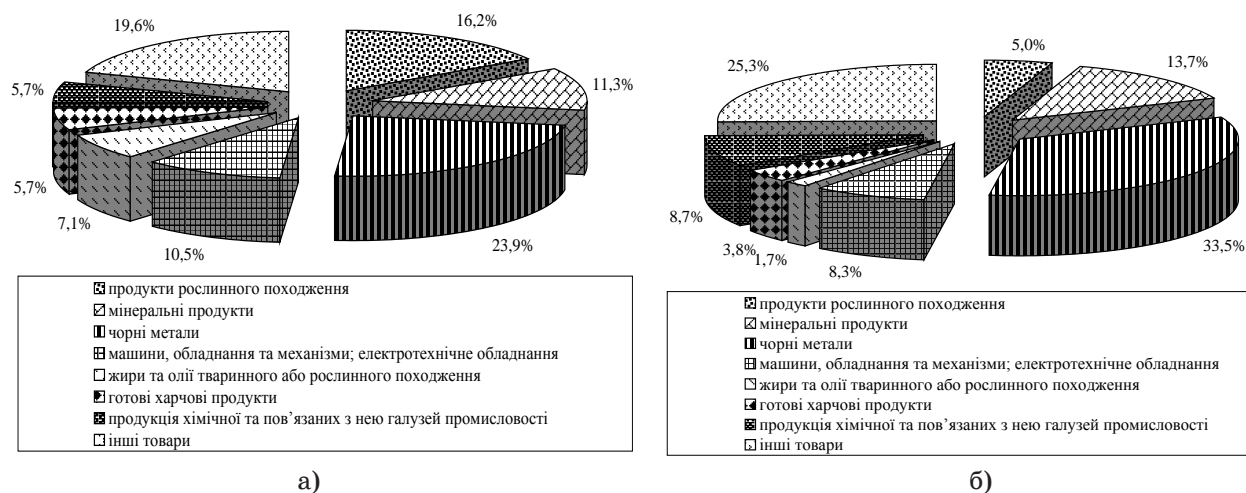 19,6%
16,2%
11,3%
23,9%
10,5%
7,1%
5,7%
5,7%
продукти рослинного походження
мінеральні продукти
чорні метали
машини, обладнання та механізми; електротехнічне обладнання
жири та олії тваринного або рослинного походження
готові харчові продукти
продукція хімічної та пов’язаних з нею галузей промисловості
інші товари
а)
25,3%
5,0%
13,7%
33,5%
8,3%
1,7%
3,8%
8,7%
продукти рослинного походження
мінеральні продукти
чорні метали
машини, обладнання та механізми; електротехнічне обладнання
жири та олії тваринного або рослинного походження
готові харчові продукти
продукція хімічної та пов’язаних з нею галузей промисловості
інші товари
б)